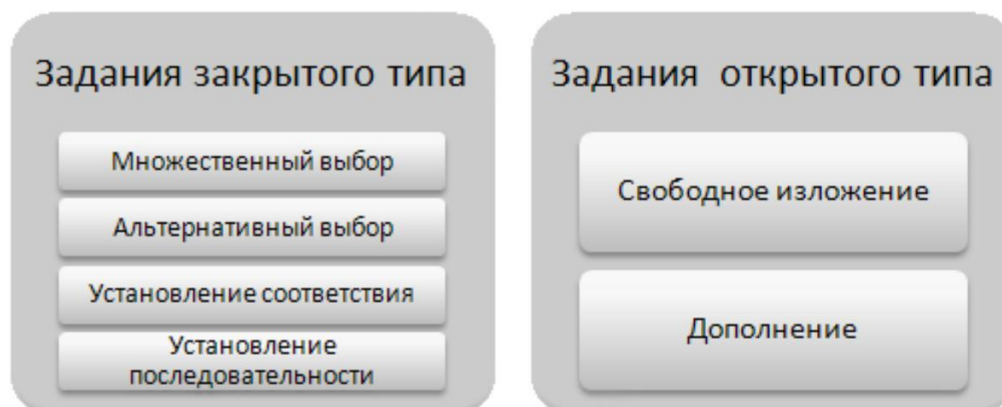 Задания закрытого типа
Множественный выбор
Альтернативный выбор
Установление соответствия
Установление
последовательности
Задания открытого типа
Свободное изложение
Дополнение